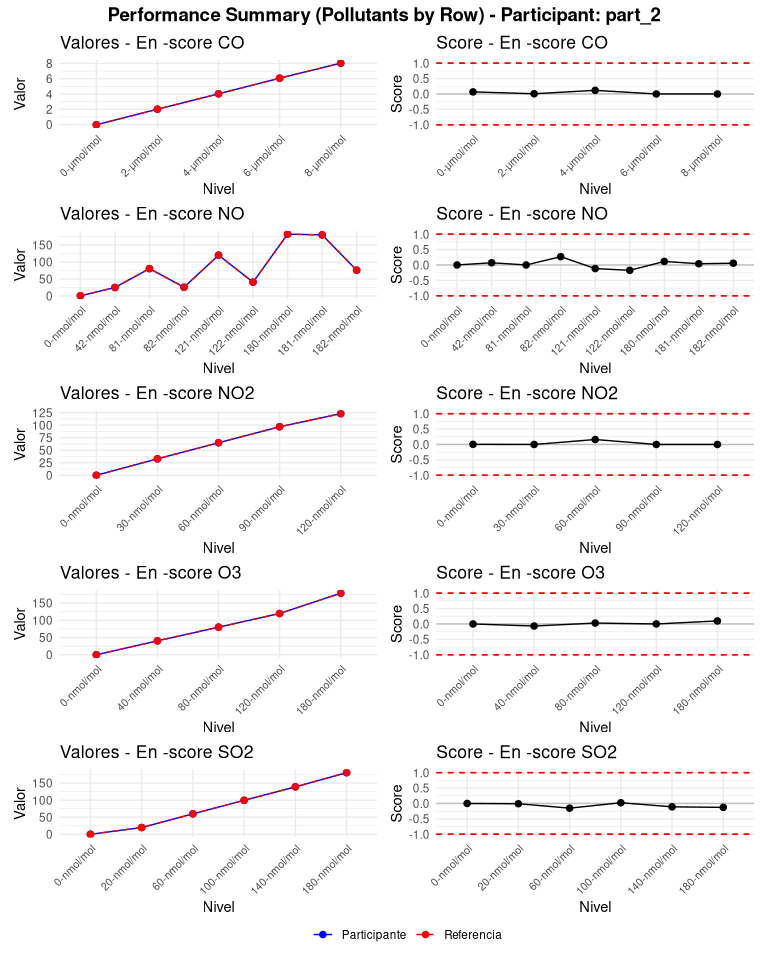 Performance Summary (Pollutants by Row) - Participant: part_2
Valores - En -score CO
Valor
8
6
4
2
0
0-μmol/mol
2-μmol/mol
4-μmol/mol
6-μmol/mol
8-μmol/mol
Nivel
Score - En -score CO
Score
1.0
0.5
0.0
-0.5
-1.0
0-μmol/mol
2-μmol/mol
4-μmol/mol
6-μmol/mol
8-μmol/mol
Nivel
Valores - En -score NO
Valor
150
100
50
0
0-nmol/mol
42-nmol/mol
81-nmol/mol
82-nmol/mol
121-nmol/mol
122-nmol/mol
180-nmol/mol
181-nmol/mol
182-nmol/mol
Nivel
Score - En -score NO
Score
1.0
0.5
0.0
-0.5
-1.0
0-nmol/mol
42-nmol/mol
81-nmol/mol
82-nmol/mol
121-nmol/mol
122-nmol/mol
180-nmol/mol
181-nmol/mol
182-nmol/mol
Nivel
Valores - En -score NO2
Valor
125
100
75
50
25
0
0-nmol/mol
30-nmol/mol
60-nmol/mol
90-nmol/mol
120-nmol/mol
Nivel
Score - En -score NO2
Score
1.0
0.5
0.0
-0.5
-1.0
0-nmol/mol
30-nmol/mol
60-nmol/mol
90-nmol/mol
120-nmol/mol
Nivel
Valores - En -score O3
Valor
150
100
50
0
0-nmol/mol
40-nmol/mol
80-nmol/mol
120-nmol/mol
180-nmol/mol
Nivel
Score - En -score O3
Score
1.0
0.5
0.0
-0.5
-1.0
0-nmol/mol
40-nmol/mol
80-nmol/mol
120-nmol/mol
180-nmol/mol
Nivel
Valores - En -score SO2
Valor
150
100
50
0
0-nmol/mol
20-nmol/mol
60-nmol/mol
100-nmol/mol
140-nmol/mol
180-nmol/mol
Nivel
Score - En -score SO2
Score
1.0
0.5
0.0
-0.5
-1.0
0-nmol/mol
20-nmol/mol
60-nmol/mol
100-nmol/mol
140-nmol/mol
180-nmol/mol
Nivel
Participante
Referencia